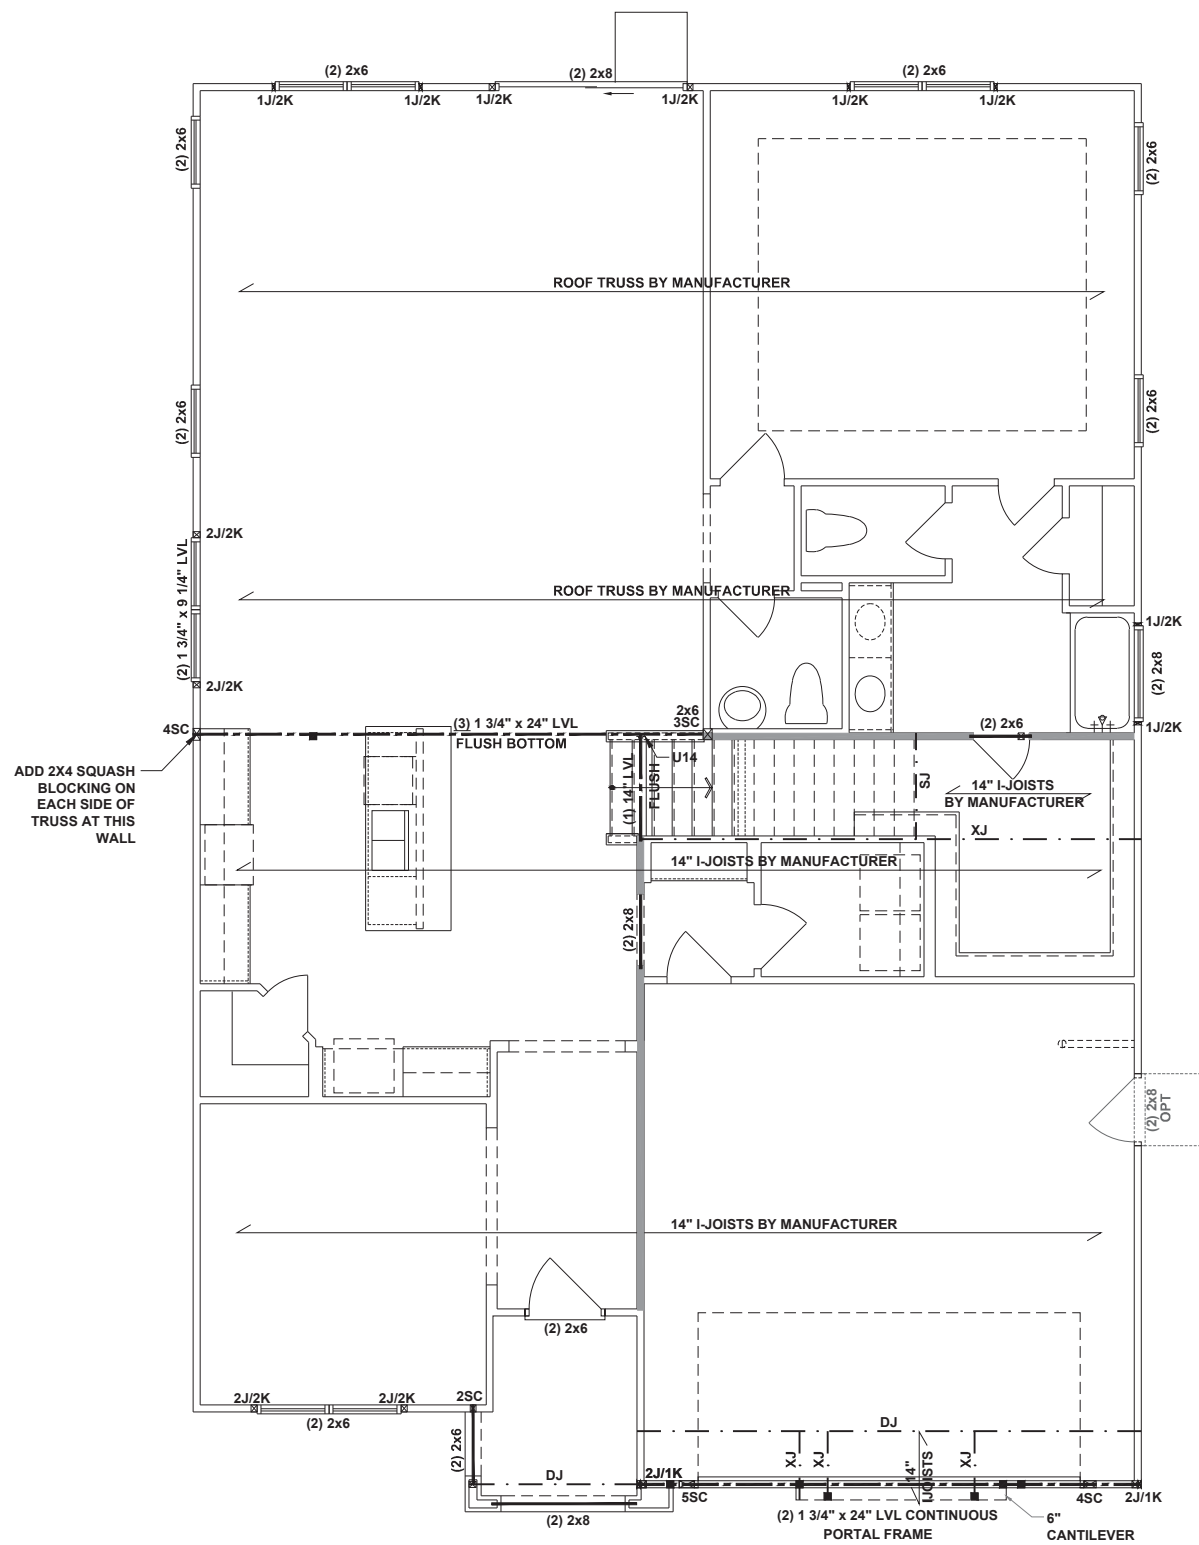 (2) 2x6
(2) 2x8
(2) 2x6
1J/2K
1J/2K
1J/2K
1J/2K
1J/2K
1J/2K
(2) 2x6
(2) 2x6
ROOF TRUSS BY MANUFACTURER
(2) 2x6
(2) 2x6
2J/2K
(2) 1 3/4" x 9 1/4" LVL
ROOF TRUSS BY MANUFACTURER
1J/2K
(2) 2x8
2J/2K
1J/2K
4SC
(3) 1 3/4" x 24" LVL
FLUSH BOTTOM
2x6
3SC
(2) 2x6
U14
ADD 2X4 SQUASH
BLOCKING ON
EACH SIDE OF
TRUSS AT THIS
WALL
(1) 14" LVL
FLUSH
SJ
14" I-JOISTS
BY MANUFACTURER
XJ
14" I-JOISTS BY MANUFACTURER
(2) 2x8
(2) 2x8
OPT
14" I-JOISTS BY MANUFACTURER
(2) 2x6
2J/2K
2J/2K
2SC
(2) 2x6
(2) 2x6
DJ
DJ
XJ
XJ
XJ
14"
IJOISTS
2J/1K
5SC
4SC
2J/1K
(2) 2x8
(2) 1 3/4" x 24" LVL CONTINUOUS
PORTAL FRAME
6"
CANTILEVER